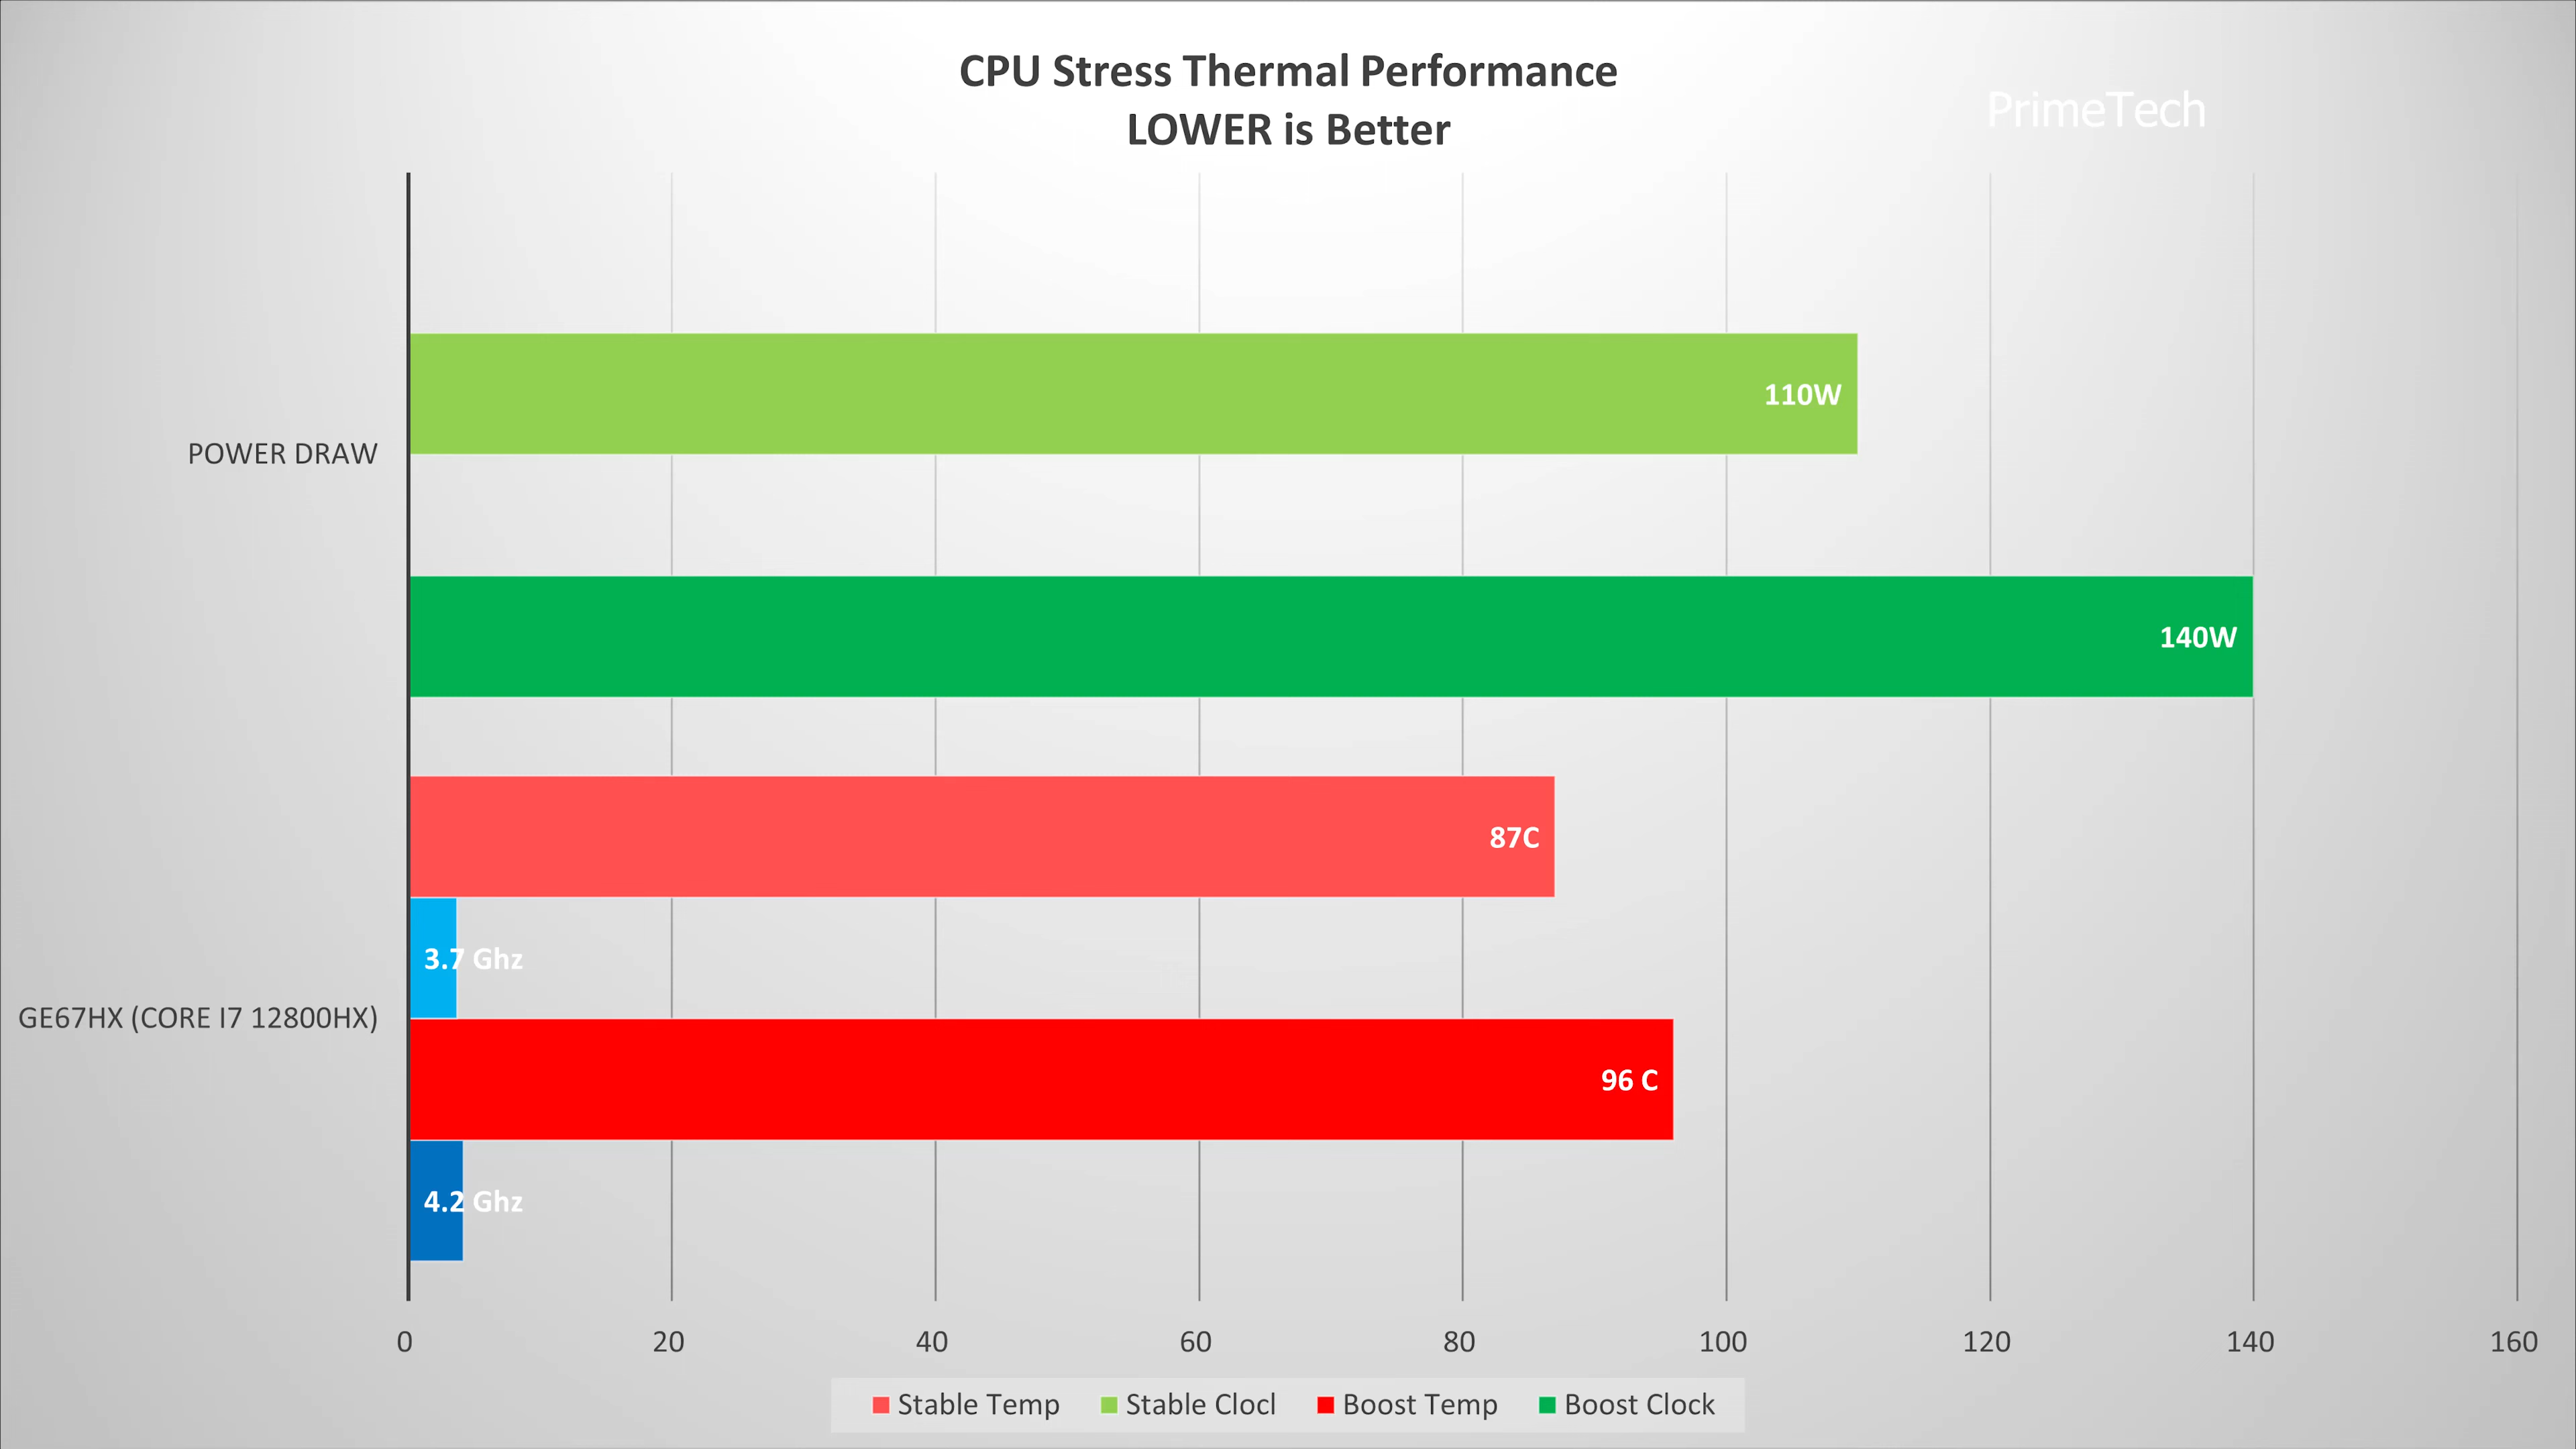 CPU Stress Thermal Performance
LOWER is Better
PrimeTech
110W
POWER DRAW
140W
87C
3.7 Ghz
GE67HX (CORE I7 12800HX)
96 C
4.2 Ghz
0 20 40 60 80 100 120 140 160
Stable Temp Stable Clocl Boost Temp Boost Clock